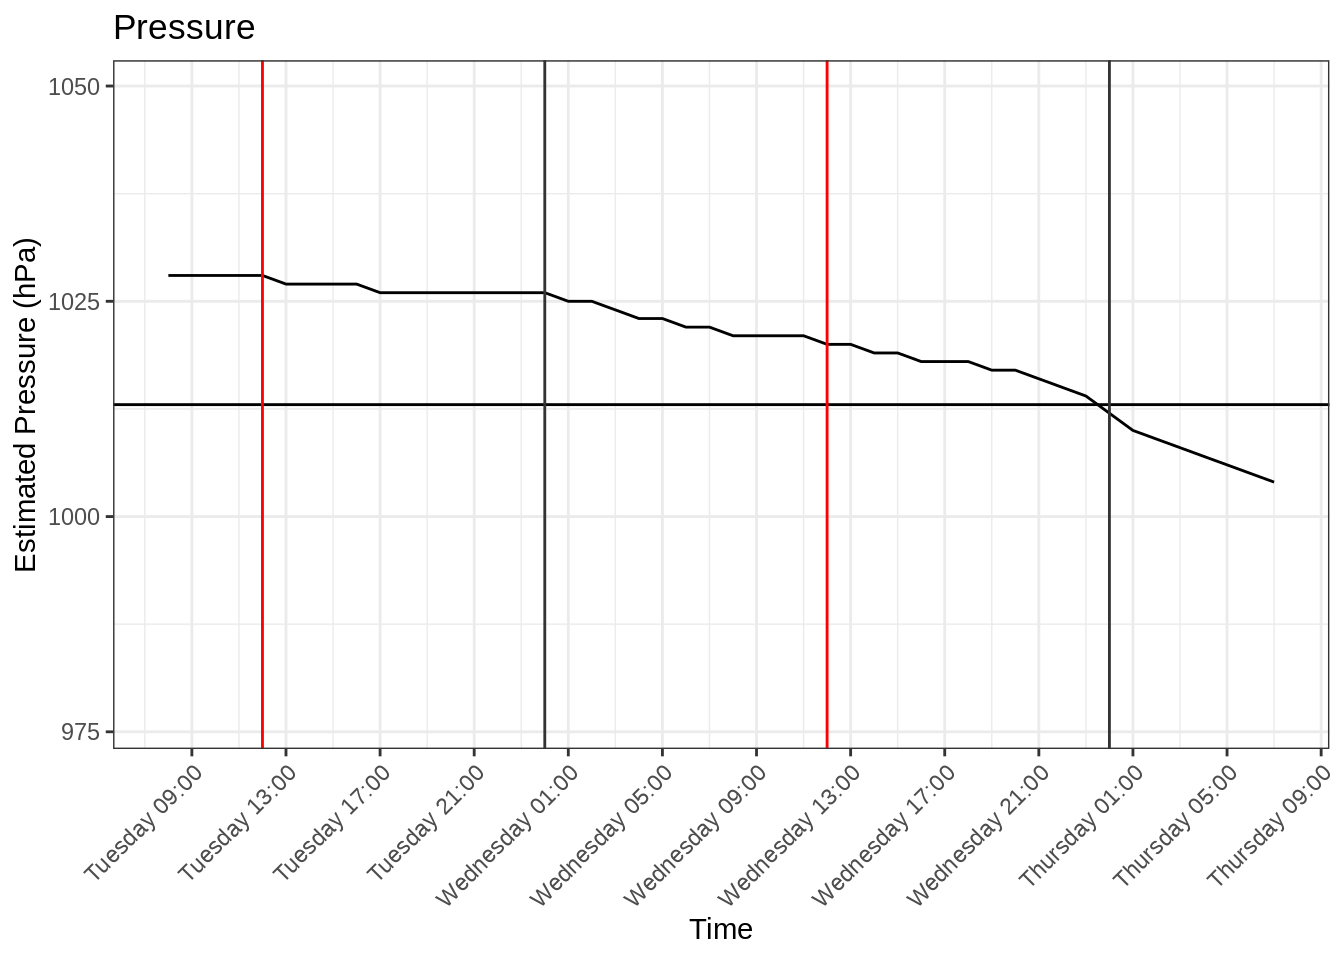 Pressure
Estimated Pressure (hPa)
1050
1025
1000
975
Tuesday 09:00
Tuesday 13:00
Tuesday 17:00
Tuesday 21:00
Wednesday 01:00
Wednesday 05:00
Wednesday 09:00
Wednesday 13:00
Wednesday 17:00
Wednesday 21:00
Thursday 01:00
Thursday 05:00
Thursday 09:00
Time